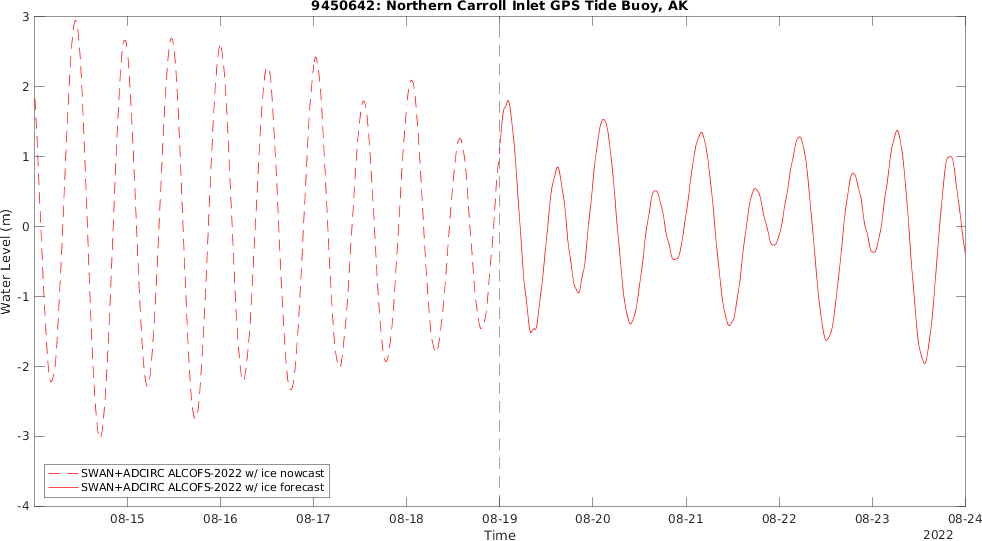 9450642: Northern Carroll Inlet GPS Tide Buoy, AK
3
2
1
0
-1
-2
-3
-4
Water Level (m)
SWAN+ADCIRC ALCOFS-2022 w/ ice nowcast
SWAN+ADCIRC ALCOFS-2022 w/ ice forecast
08-15 08-16 08-17 08-18 08-19 08-20 08-21 08-22 08-23 08-24
Time
2022